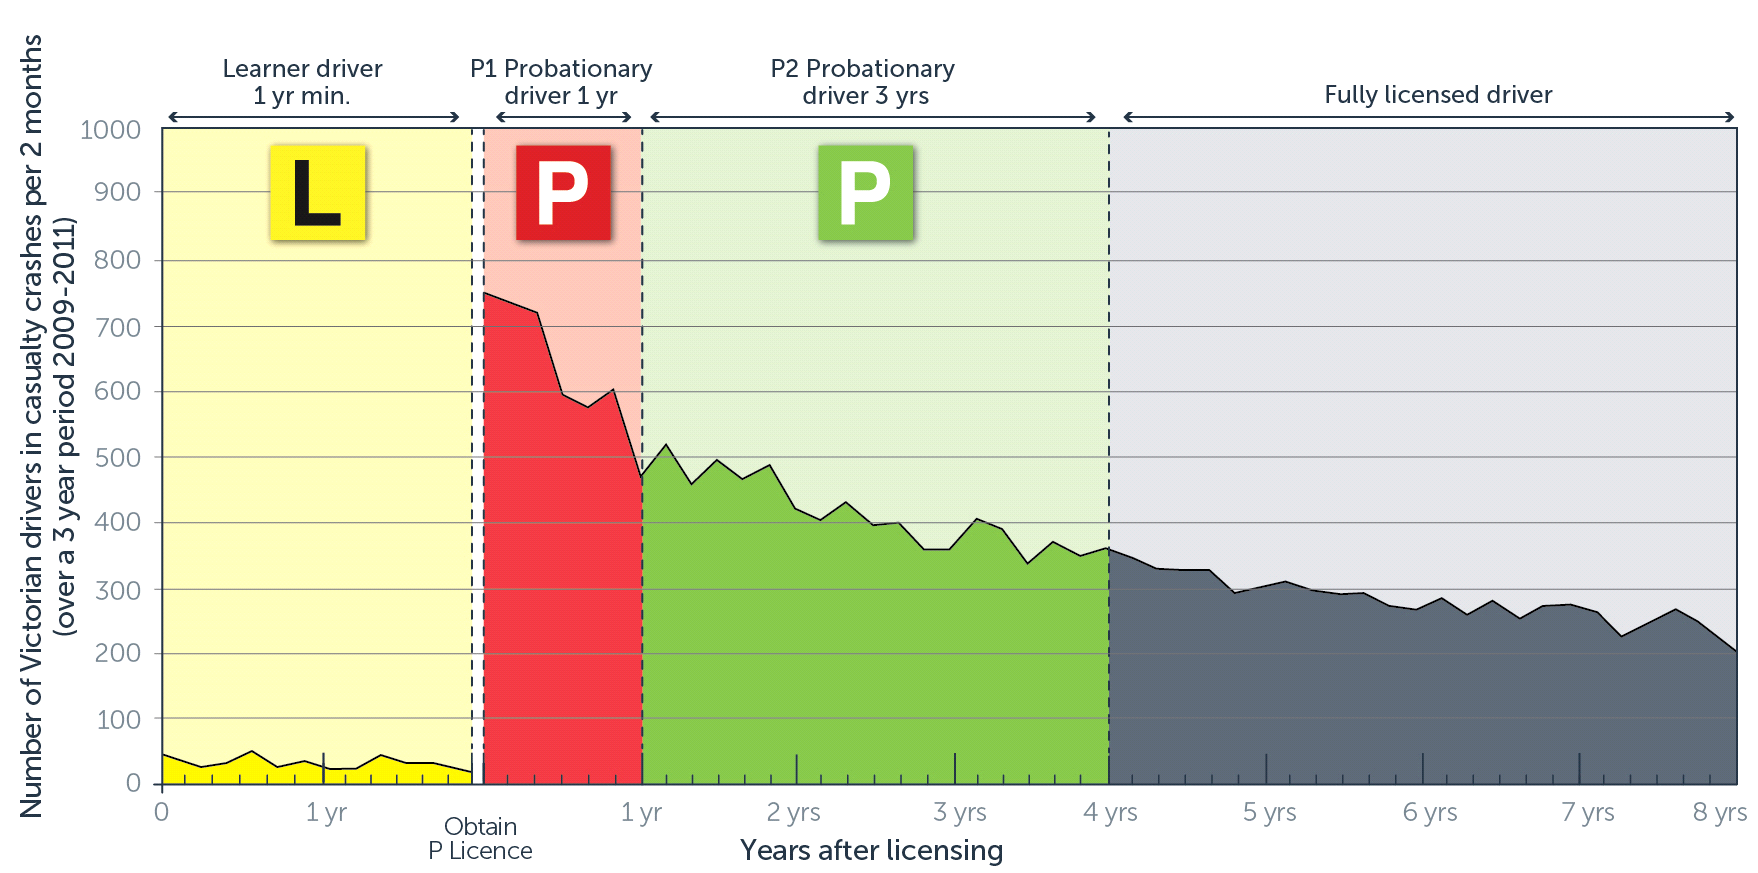 Number of Victorian drivers in casualty crashes per 2 months
(over a 3 year period 2009-2011)
Learner driver
1 yr min.
P1 Probationary
driver 1 yr
P2 Probationary
driver 3 yrs
Fully licensed driver
L
P
P
1000
900
800
700
600
500
400
300
200
100
0
0
1 yr
Obtain
P Licence
1 yr
2 yrs
3 yrs
4 yrs
5 yrs
6 yrs
7 yrs
8 yrs
Years after licensing